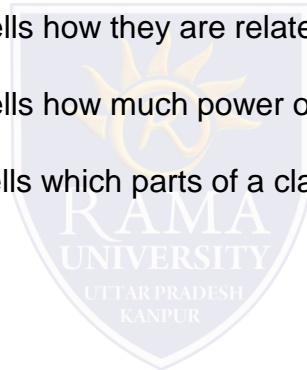 ells how they are relate
ells how much power o
ells which parts of a cla
RAMA
UNIVERSITY
UTTAR PRADESH
KANPUR